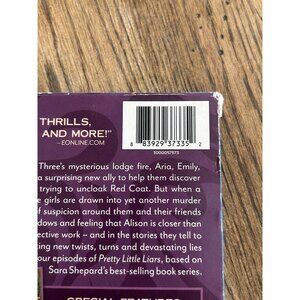 THRILLS,
AND MORE!"
-EONLINE.COM
8 83929 37335 2
3000057973
Three's mysterious lodge fire, Aria, Emily,
a surprising new ally to help them discover
trying to uncloak Red Coat. But when a
e girls are drawn into yet another murder
of suspicion around them and their friends
dows and feeling that Alison is closer than
ective work – and in the stories they tell to
ing new twists, turns and devastating lies
our episodes of Pretty Little Liars, based on
Sara Shepard's best-selling book series.
SPECIAL FEATURES